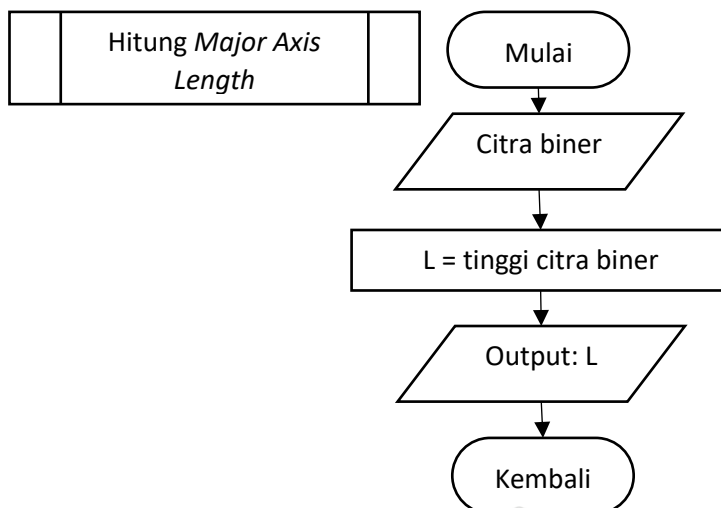 Hitung Major Axis
Length
Mulai
Citra biner
L = tinggi citra biner
Output: L
Kembali